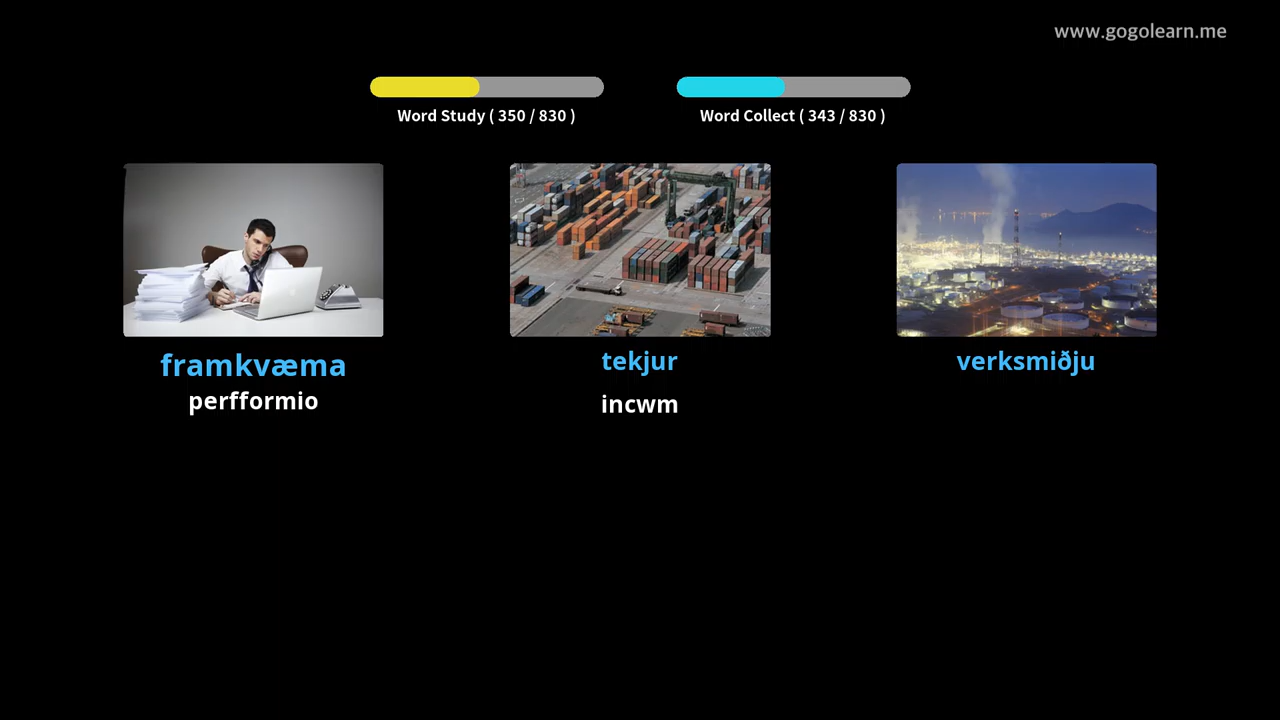 www.gogolearn.me
Word Study ( 350 / 830 )
Word Collect ( 343 / 830 )
framkvæma
perfformio
tekjur
incwm
verksmiðju